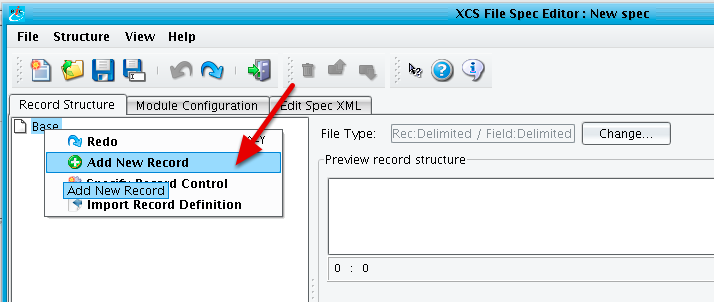 XCS File Spec Editor : New spec
File Structure View Help
Record Structure Module Configuration Edit Spec XML
Base
File Type: Rec:Delimited / Field:Delimited Change...
Redo
Add New Record
Preview record structure
Specify Record Control
Add New Record
Import Record Definition
0 : 0